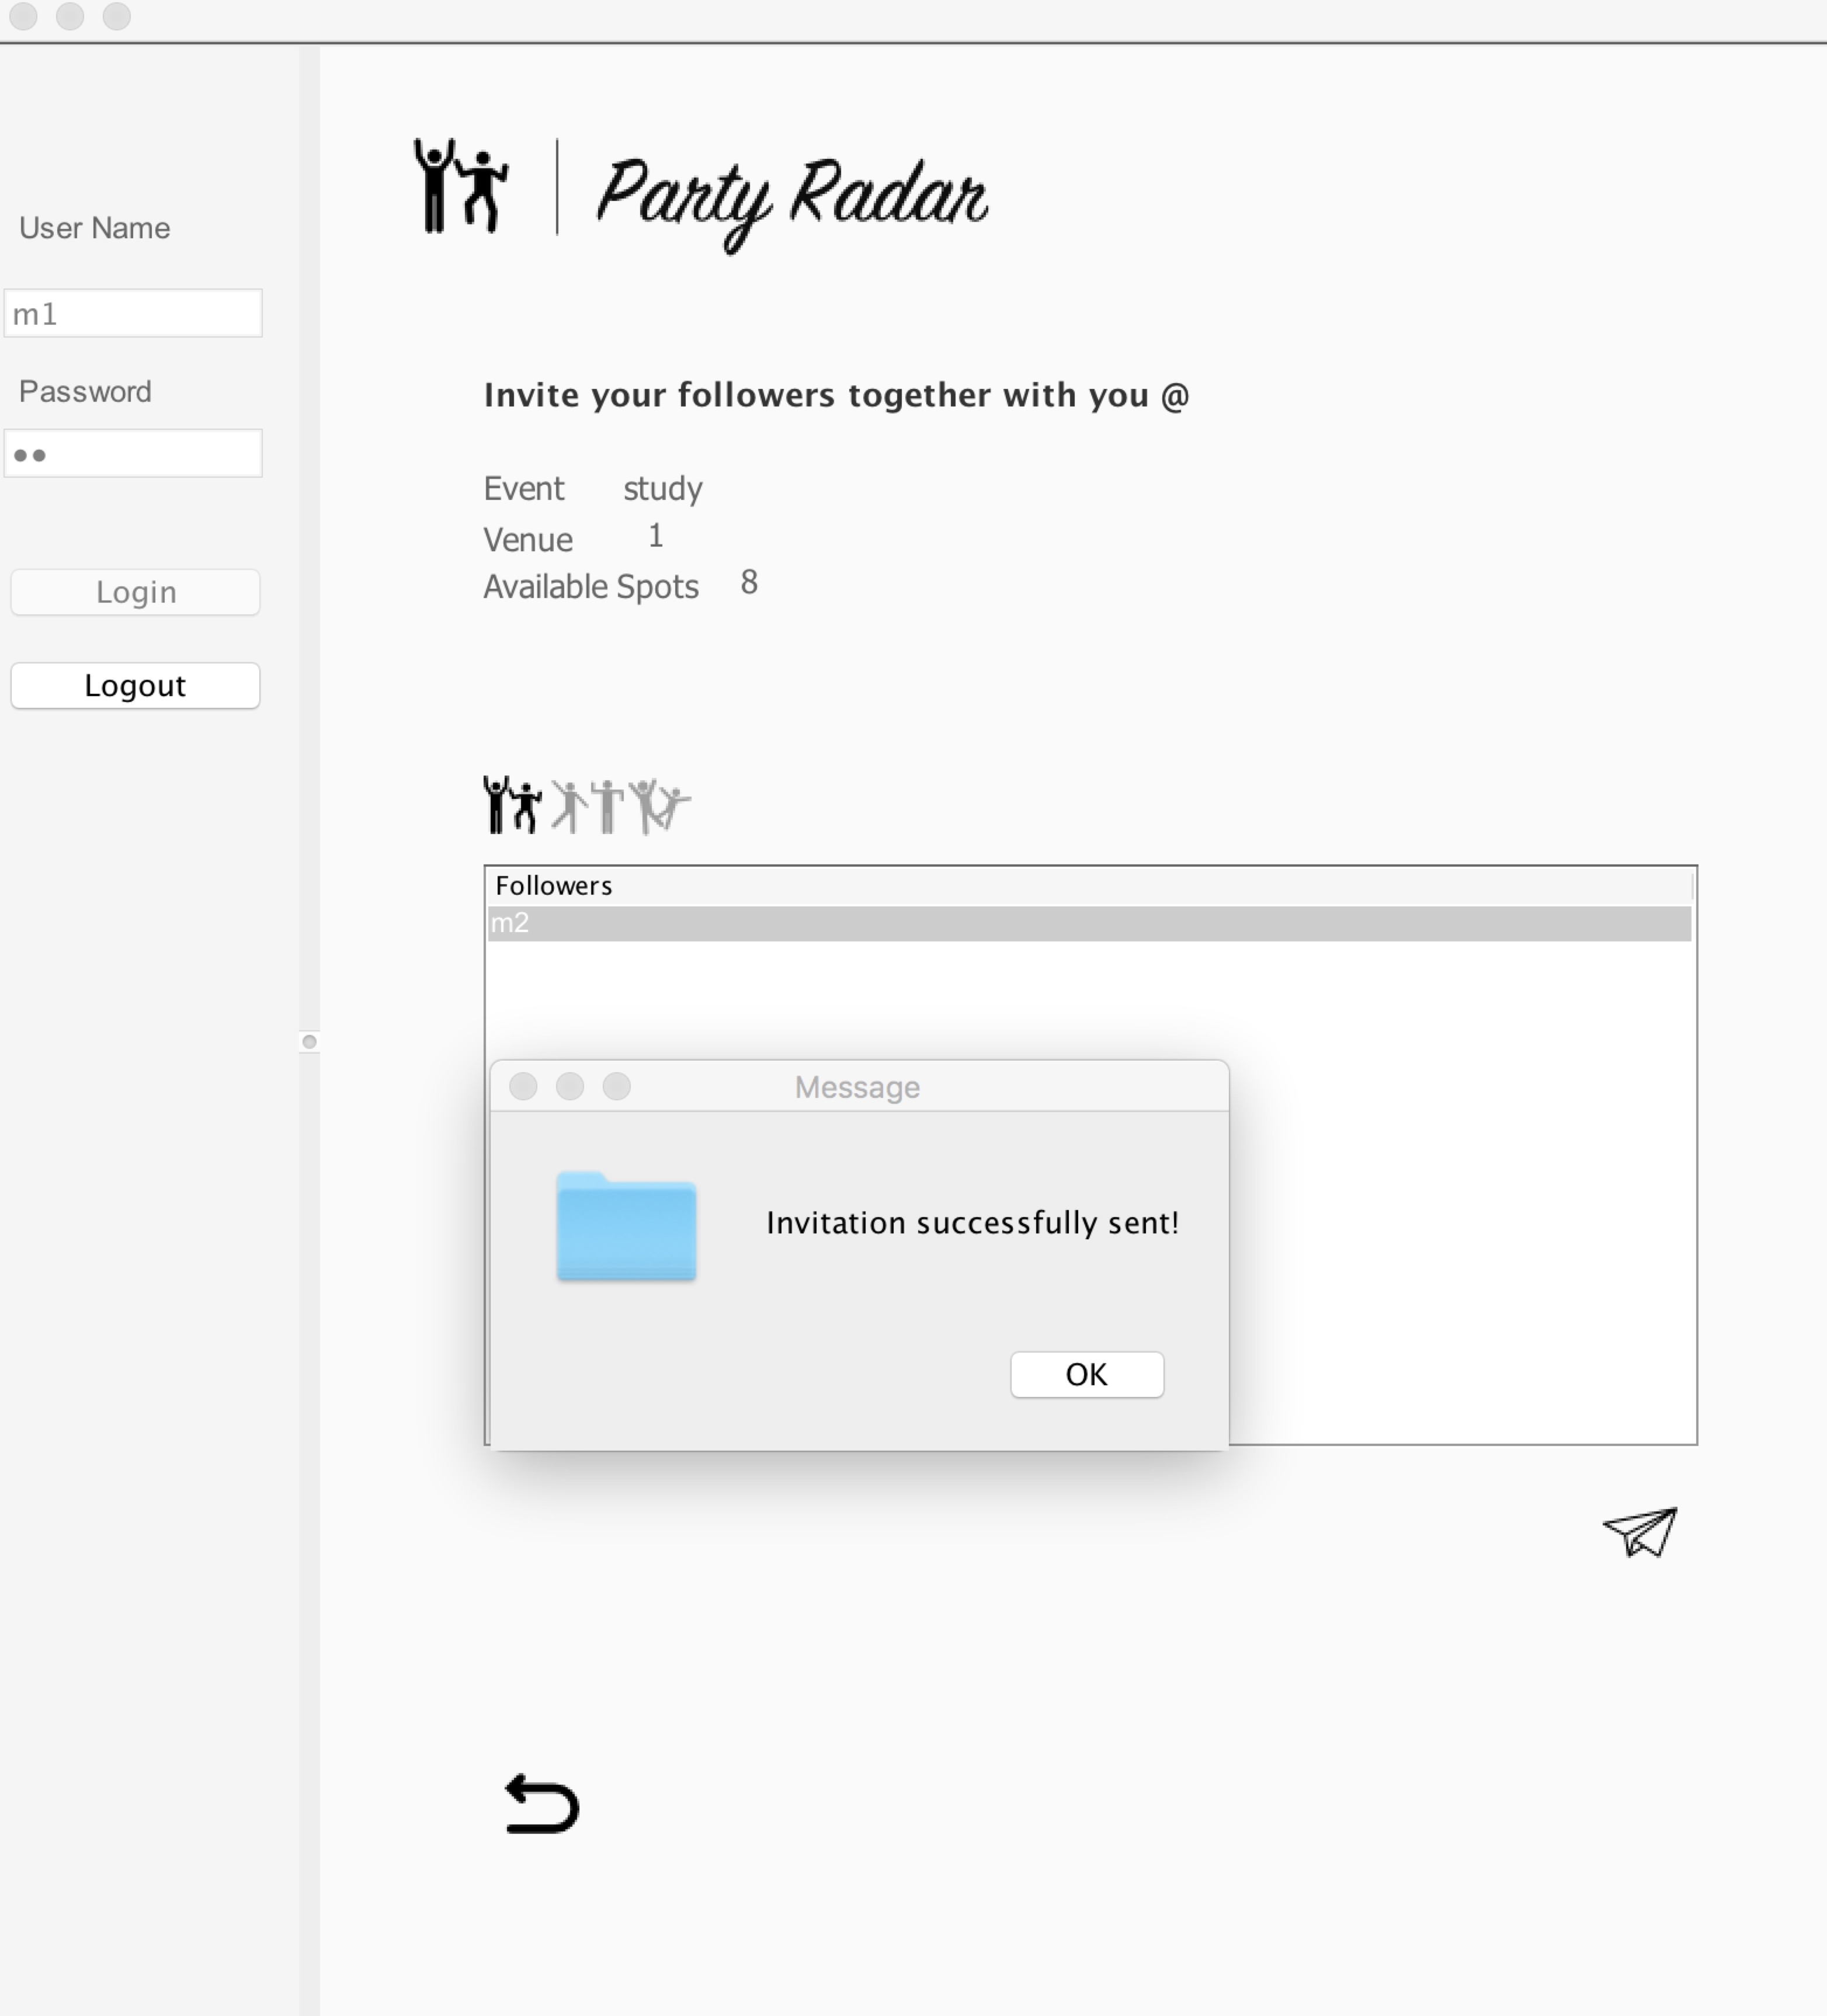 User Name
m1
Password
Login
Logout
Party Radar
Invite your followers together with you @
Event study
Venue 1
Available Spots 8
Followers
m2
Message
Invitation successfully sent!
OK